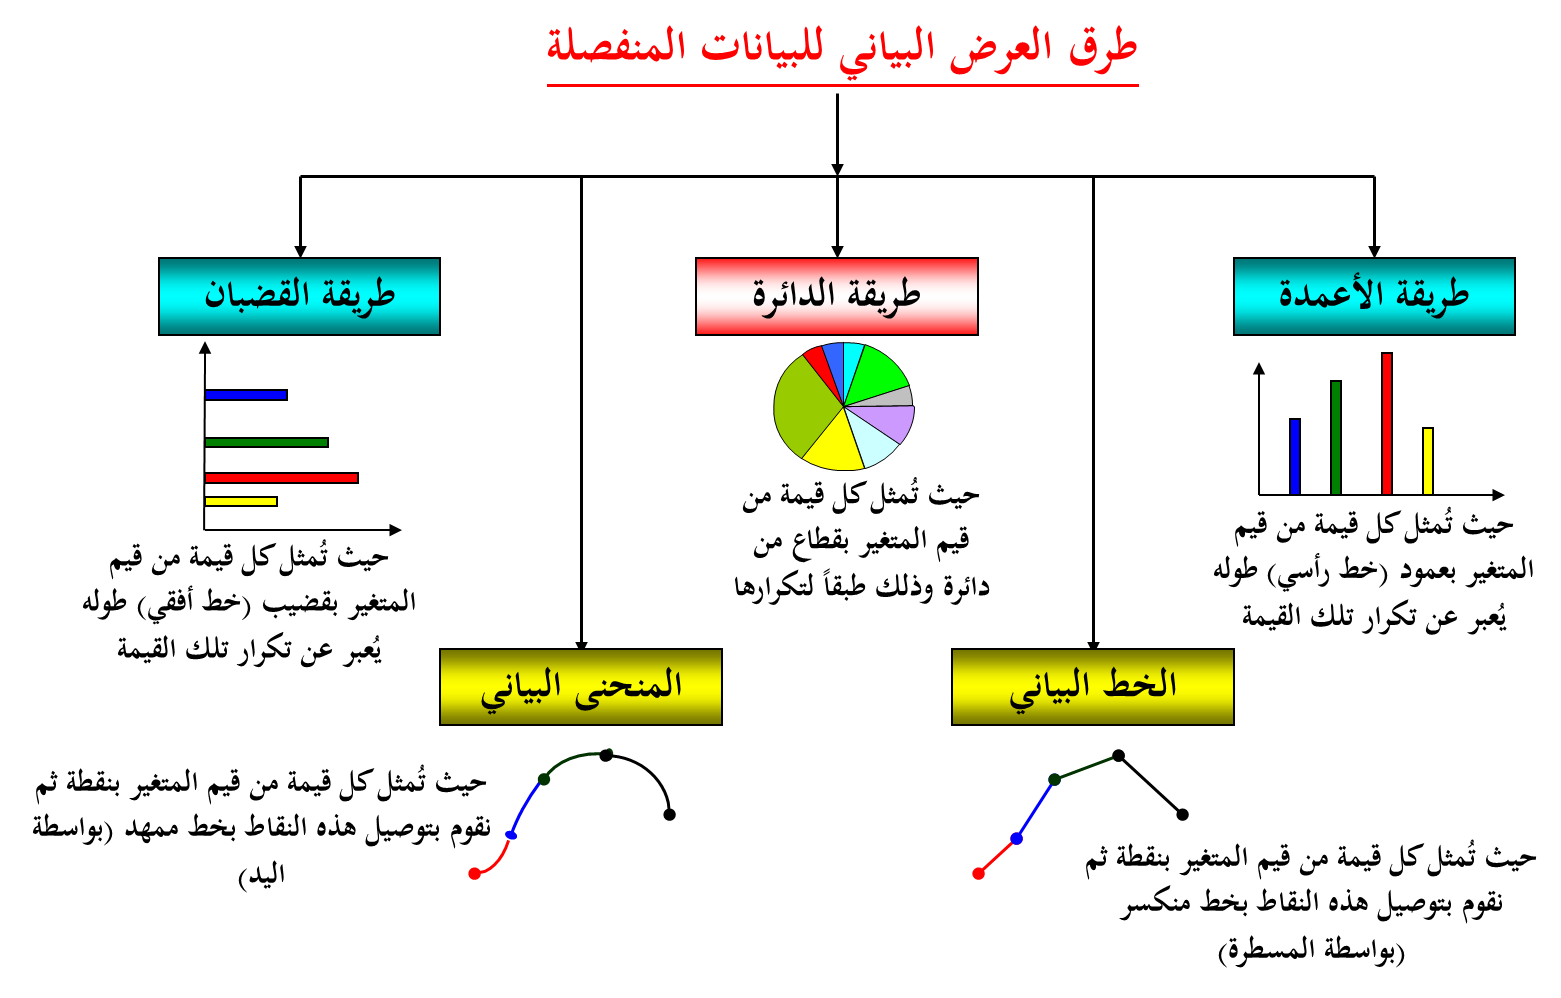 طرق العرض البياني للبيانات المنفصلة
طريقة الأعمدة
حيث تُمثل كل قيمة من قيم
المتغير بعمود (خط رأسي) طوله
يُعبر عن تكرار تلك القيمة
طريقة الدائرة
حيث تُمثل كل قيمة من
قيم المتغير بقطاع من
دائرة وذلك طبقاً لتكرارها
طريقة القضبان
حيث تُمثل كل قيمة من قيم
المتغير بقضيب (خط أفقي) طوله
يُعبر عن تكرار تلك القيمة
الخط البياني
حيث تُمثل كل قيمة من قيم المتغير بنقطة ثم
نقوم بتوصيل هذه النقاط بخط منكسر
(بواسطة المسطرة)
المنحنى البياني
حيث تُمثل كل قيمة من قيم المتغير بنقطة ثم
نقوم بتوصيل هذه النقاط بخط ممهد (بواسطة
اليد)